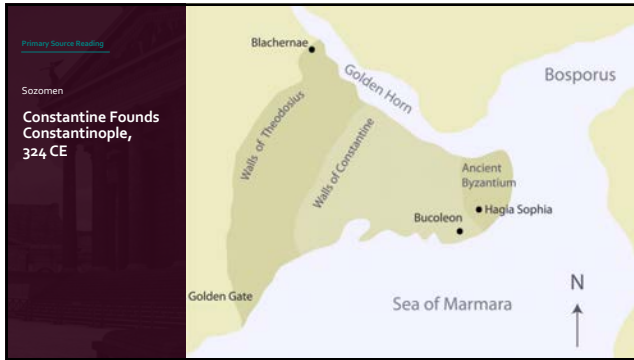 Primary Source Reading
Sozomen
Constantine Founds
Constantinople,
324 CE
Blachernae
Golden Horn
Bosporus
Walls of Theodosius
Walls of Constantine
Ancient
Byzantium
Hagia Sophia
Bucoleon
Golden Gate
Sea of Marmara
N